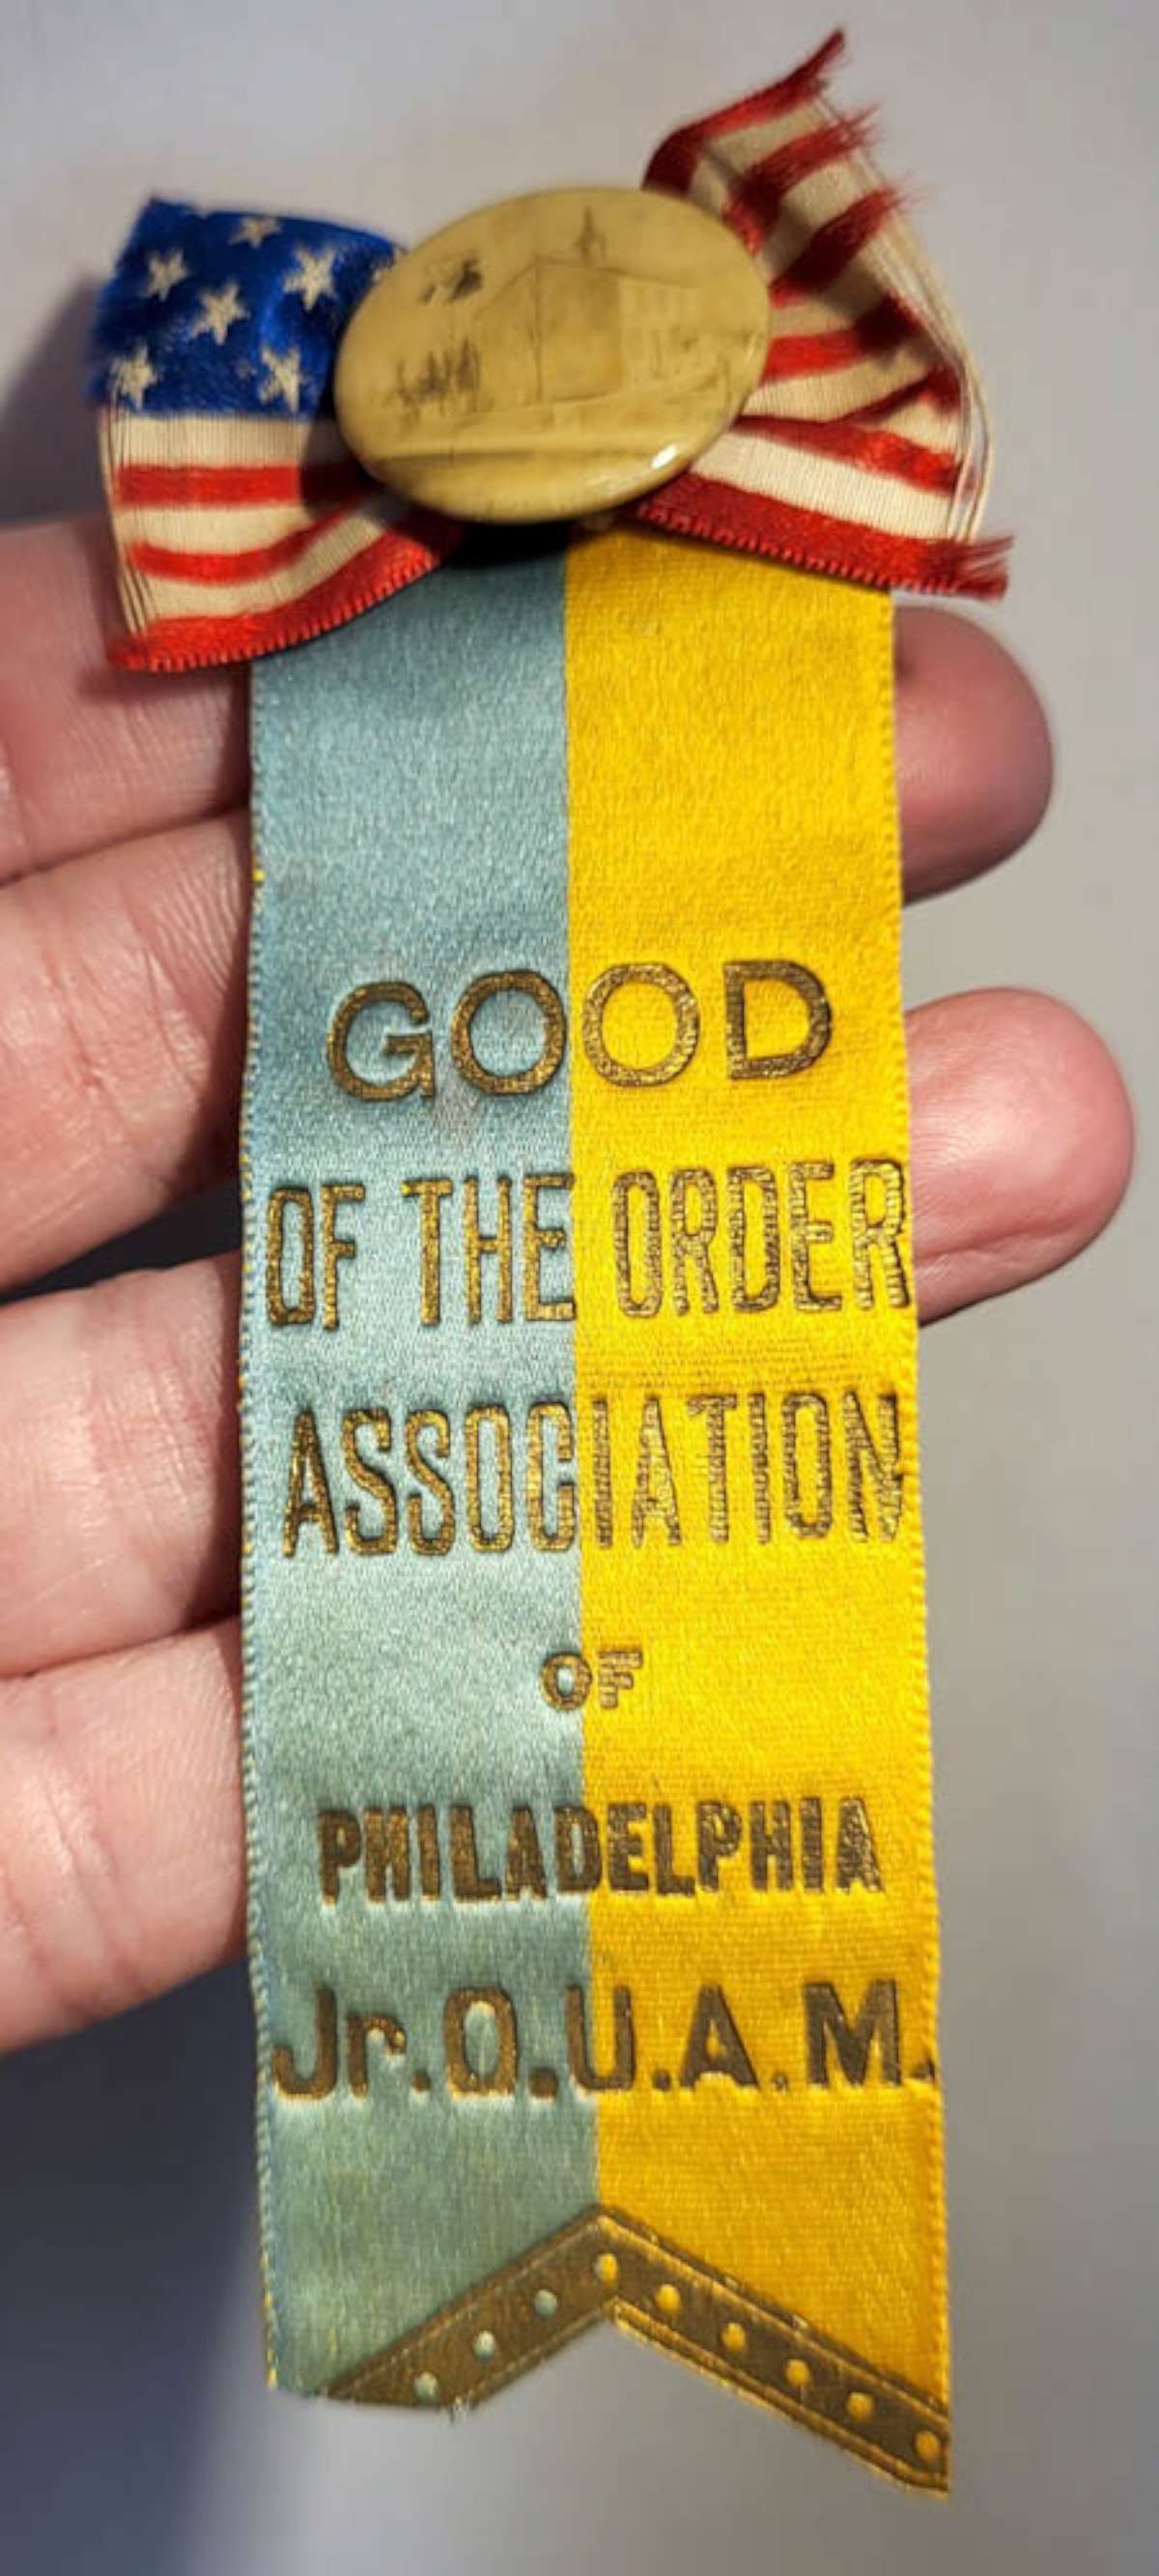 GOOD
OF THE ORDER
ASSOCIATION
OF
PHILADELPHIA
Jr.O.U.A.M.